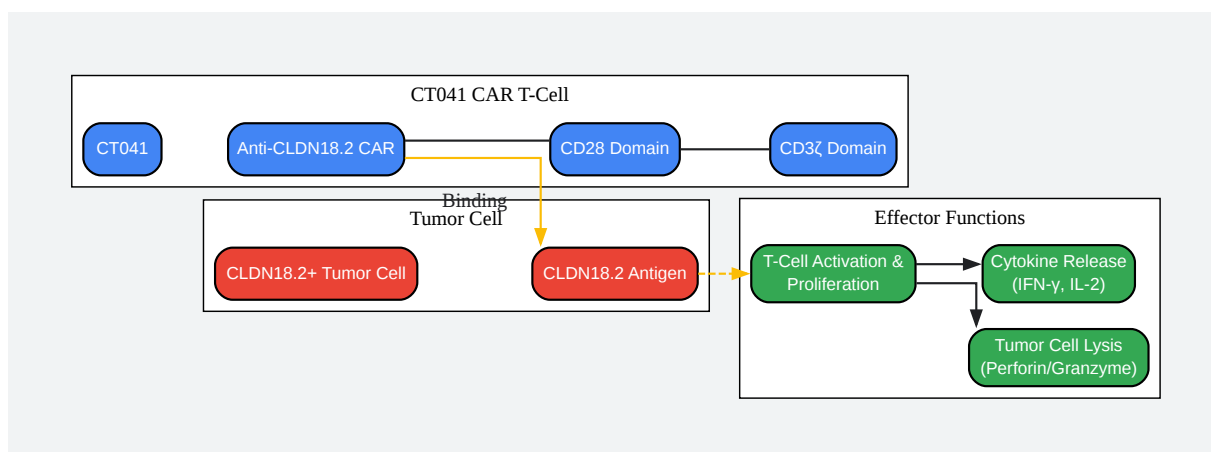 CT041 CAR T-Cell
CT041
Anti-CLDN18.2 CAR
CD28 Domain
CD3ζ Domain
Binding
Tumor Cell
CLDN18.2+ Tumor Cell
CLDN18.2 Antigen
Effector Functions
T-Cell Activation &
Proliferation
Cytokine Release
(IFN-γ, IL-2)
Tumor Cell Lysis
(Perforin/Granzyme)